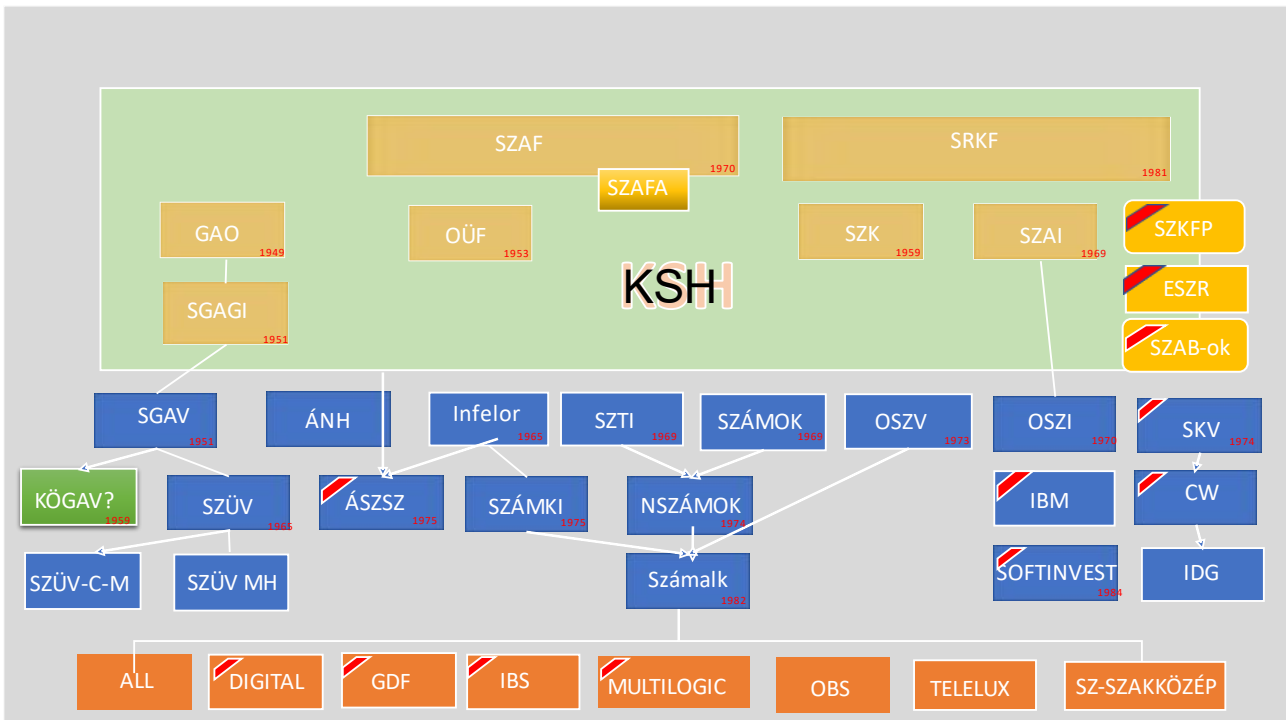 SZAF
1970
SRKF
1981
SZAFA
GAO
1949
OÜF
1953
SZK
1959
SZAI
1969
SZKFP
KSH
ESZR
SGAGI
1951
SZAB-ok
SGAV
1951
ÁNH
Infelor
1965
SZTI
1969
SZÁMOK
1969
OSZV
1973
OSZI
1970
SKV
1974
KÖGAV?
1959
SZÜV
1965
ÁSZSZ
1975
SZÁMKI
1975
NSZÁMOK
1974
IBM
CW
SZÜV-C-M
SZÜV MH
Számalk
1982
SOFTINVEST
1984
IDG
ALL
DIGITAL
GDF
IBS
MULTILOGIC
OBS
TELELUX
SZ-SZAKKÖZÉP